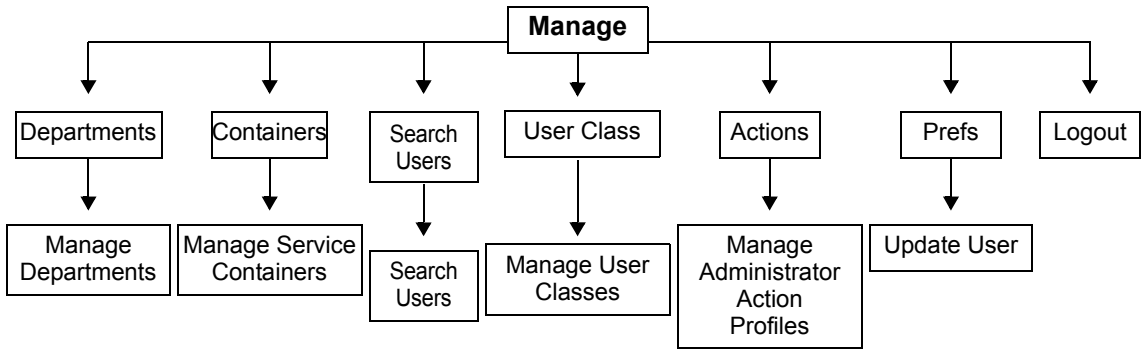 Manage
Departments
Containers
Search
Users
User Class
Actions
Prefs
Logout
Manage
Departments
Manage Service
Containers
Search
Users
Manage User
Classes
Manage
Administrator
Action
Profiles
Update User